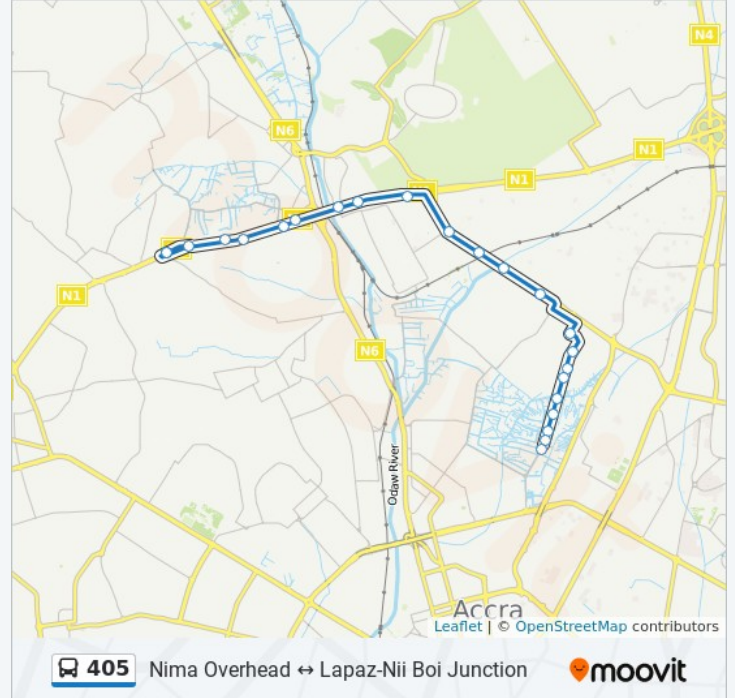 N4
N6
N1
N1
N1
N6
Odaw River
Accra
Leaflet | © OpenStreetMap contributors
405 Nima Overhead ↔ Lapaz-Nii Boi Junction
moovit